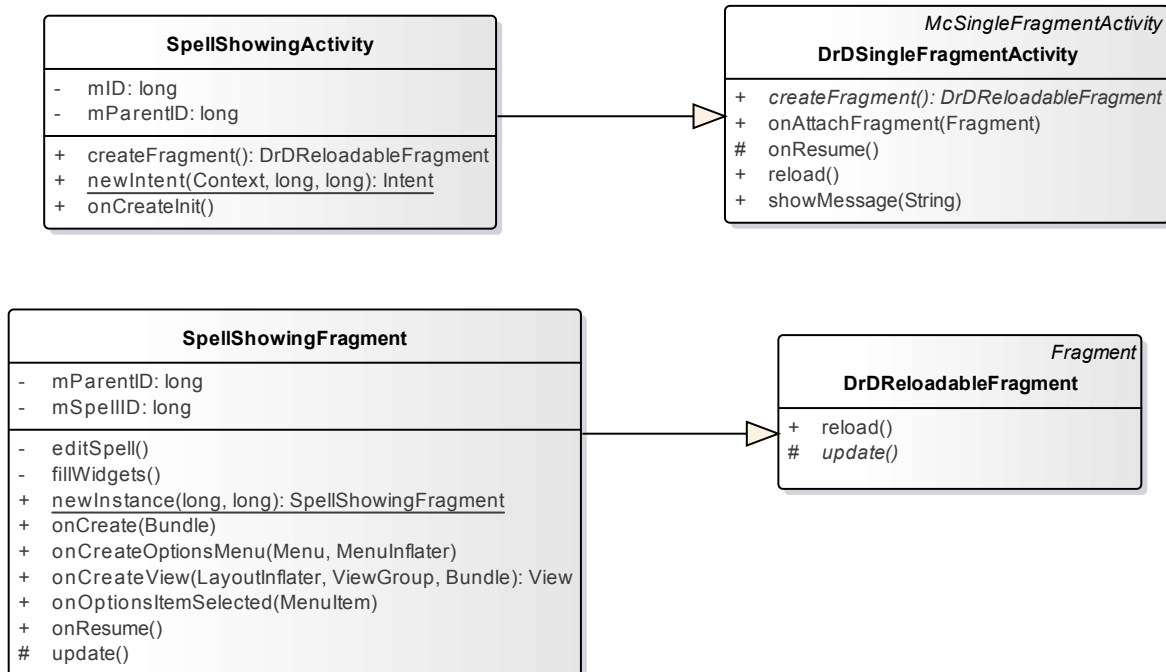 SpellShowingActivity
- mID: long
- mParentID: long
+ createFragment(): DrDReloadableFragment
+ newIntent(Context, long, long): Intent
+ onCreateInit()
McSingleFragmentActivity
DrDSingleFragmentActivity
+ createFragment(): DrDReloadableFragment
+ onAttachFragment(Fragment)
# onResume()
+ reload()
+ showMessage(String)
SpellShowingFragment
- mParentID: long
- mSpellID: long
- editSpell()
- fillWidgets()
+ newInstance(long, long): SpellShowingFragment
+ onCreate(Bundle)
+ onCreateOptionsMenu(Menu, MenuInflater)
+ onCreateView(LayoutInflater, ViewGroup, Bundle): View
+ onOptionsItemSelected(MenuItem)
+ onResume()
# update()
Fragment
DrDReloadableFragment
+ reload()
# update()